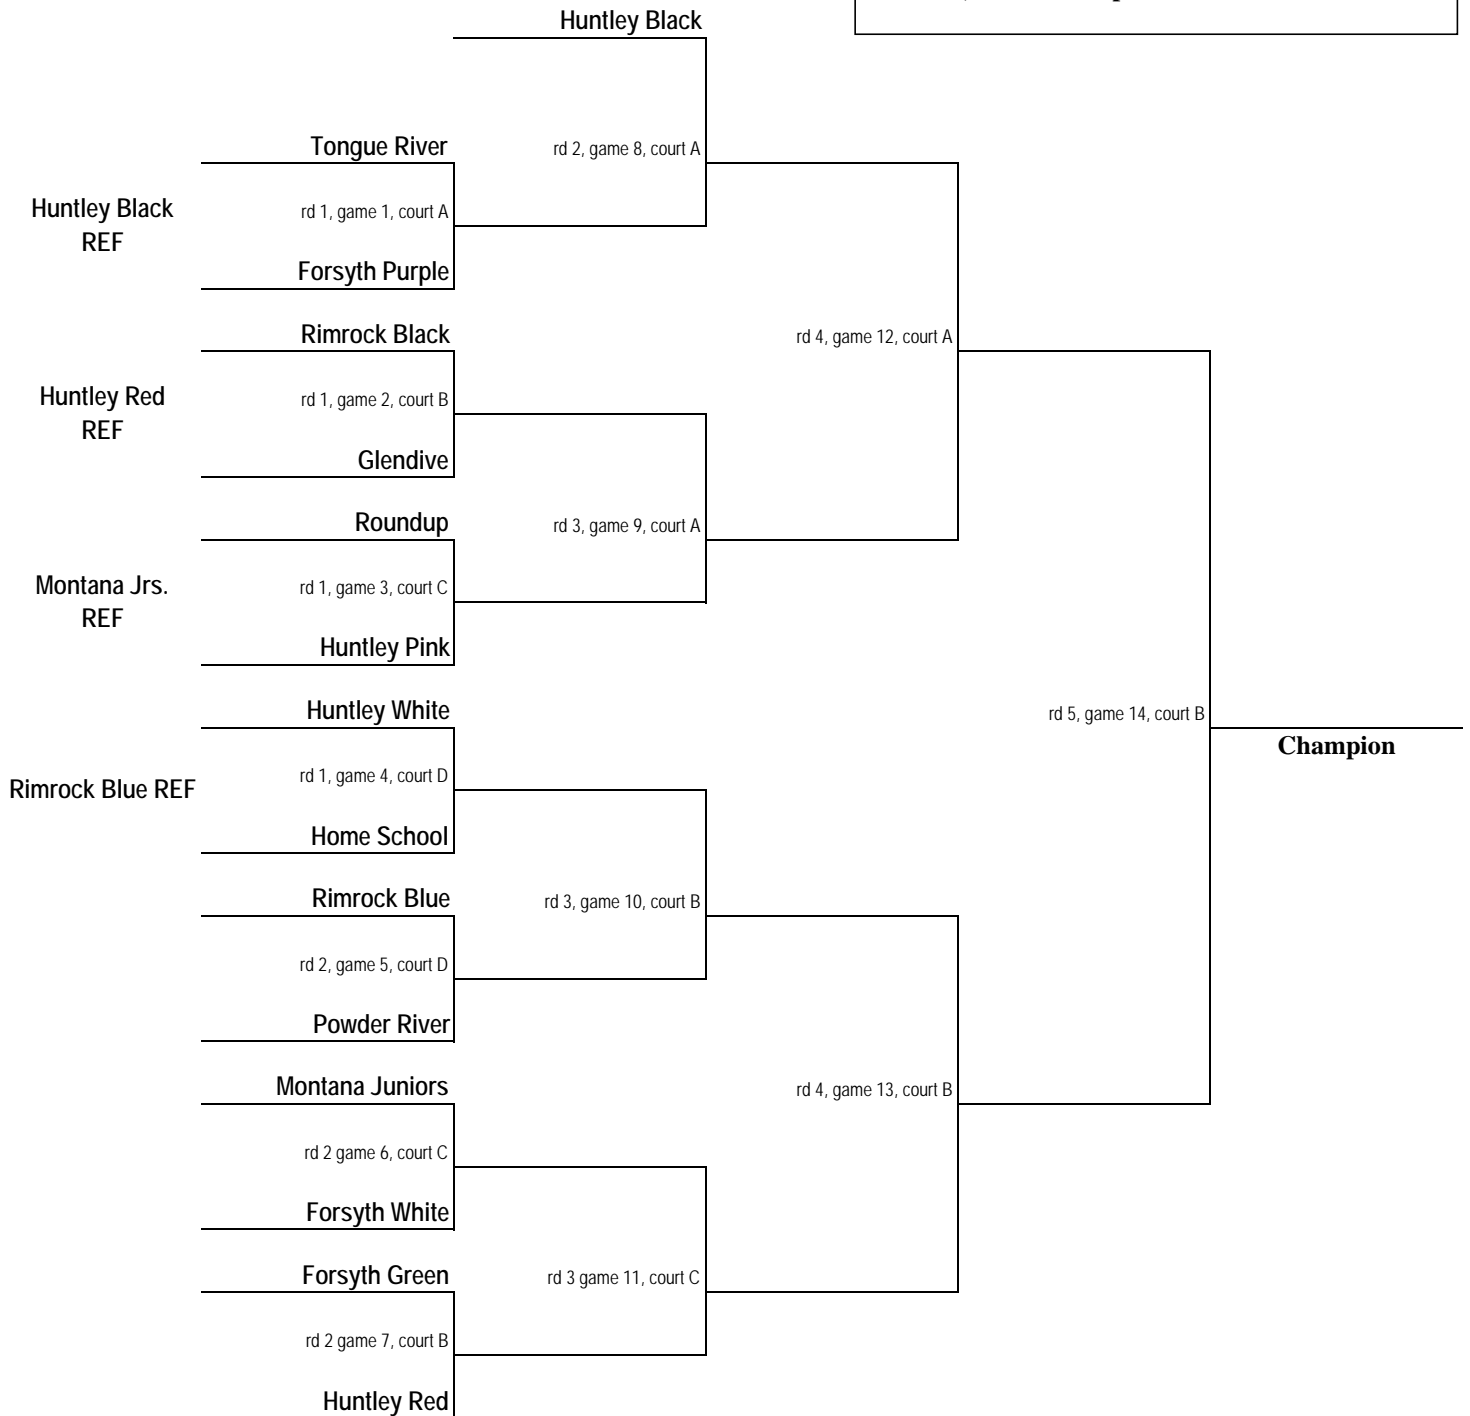 Huntley Black
Tongue River
rd 2, game 8, court A
Huntley Black
REF
rd 1, game 1, court A
Forsyth Purple
Rimrock Black
rd 4, game 12, court A
Huntley Red
REF
rd 1, game 2, court B
Glendive
Roundup
rd 3, game 9, court A
Montana Jrs.
REF
rd 1, game 3, court C
Huntley Pink
Huntley White
rd 5, game 14, court B
Champion
Rimrock Blue REF
rd 1, game 4, court D
Home School
Rimrock Blue
rd 3, game 10, court B
rd 2, game 5, court D
Powder River
Montana Juniors
rd 4, game 13, court B
rd 2 game 6, court C
Forsyth White
Forsyth Green
rd 3 game 11, court C
rd 2 game 7, court B
Huntley Red